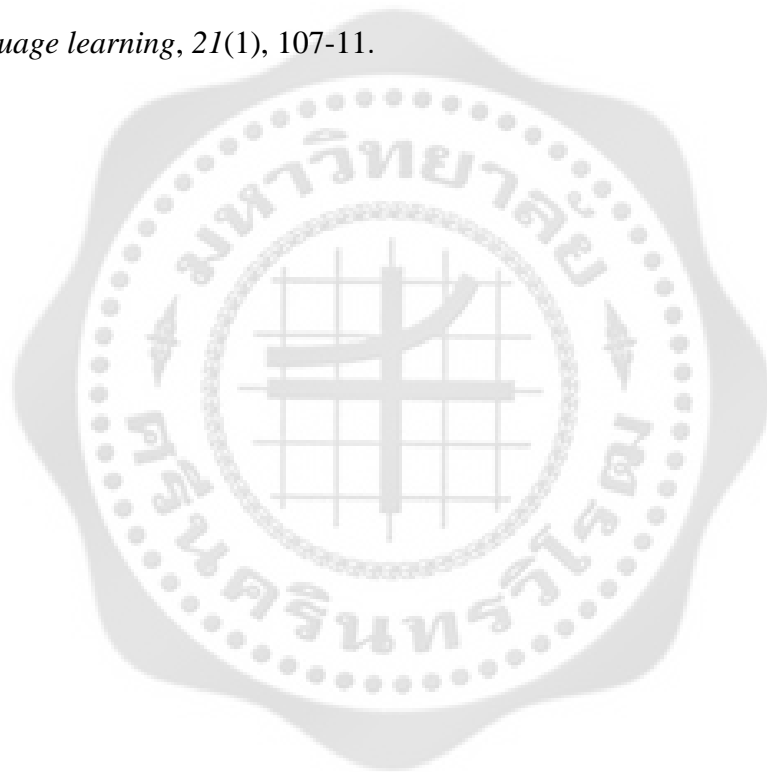 uage learning, 21(1), 107-11.
มหาวิทยาลัย
ศรีนครินทรวิโรฒ